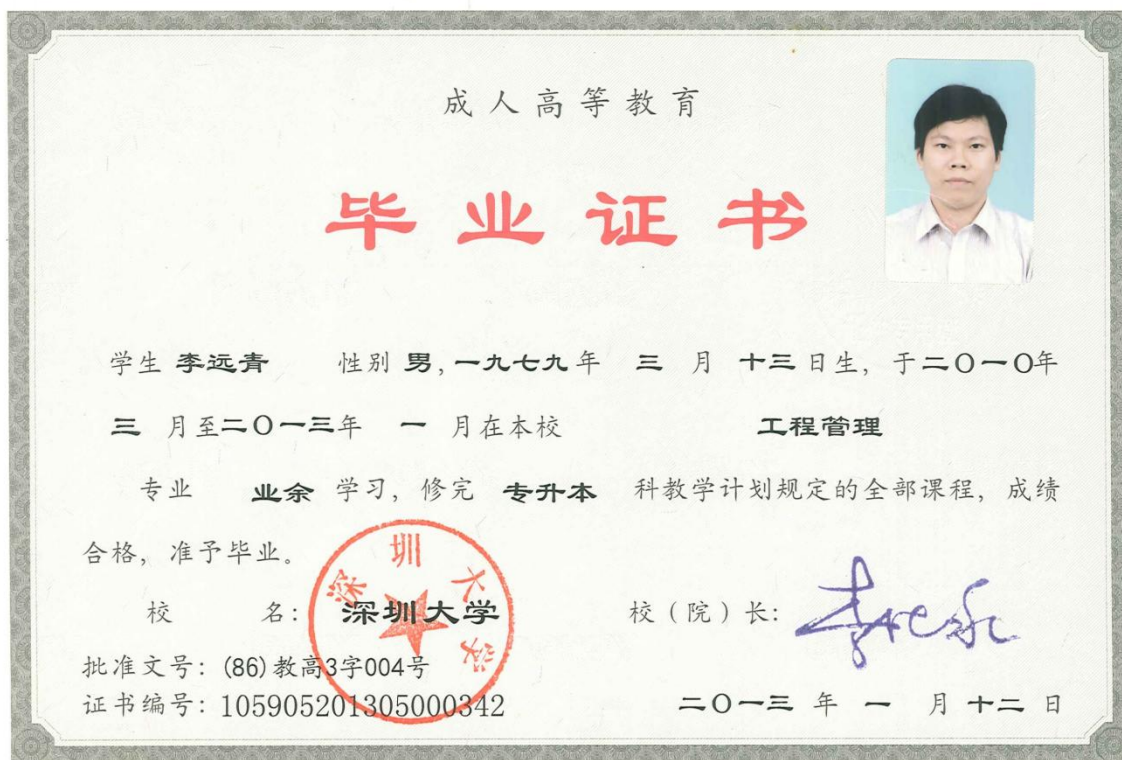 成人高等教育
毕业证书
学生 李远青 性别 男,一九七九年 三 月 十三日生，于二〇一〇年
三 月至二〇一三年 一 月在本校 工程管理
专业 业余 学习，修完 专升本 科教学计划规定的全部课程，成绩
合格，准予毕业。
深圳大学
校 名：深圳大学 校（院）长：
批准文号：(86)教高3字004号
证书编号：105905201305000342 二〇一三 年 一 月 十二 日